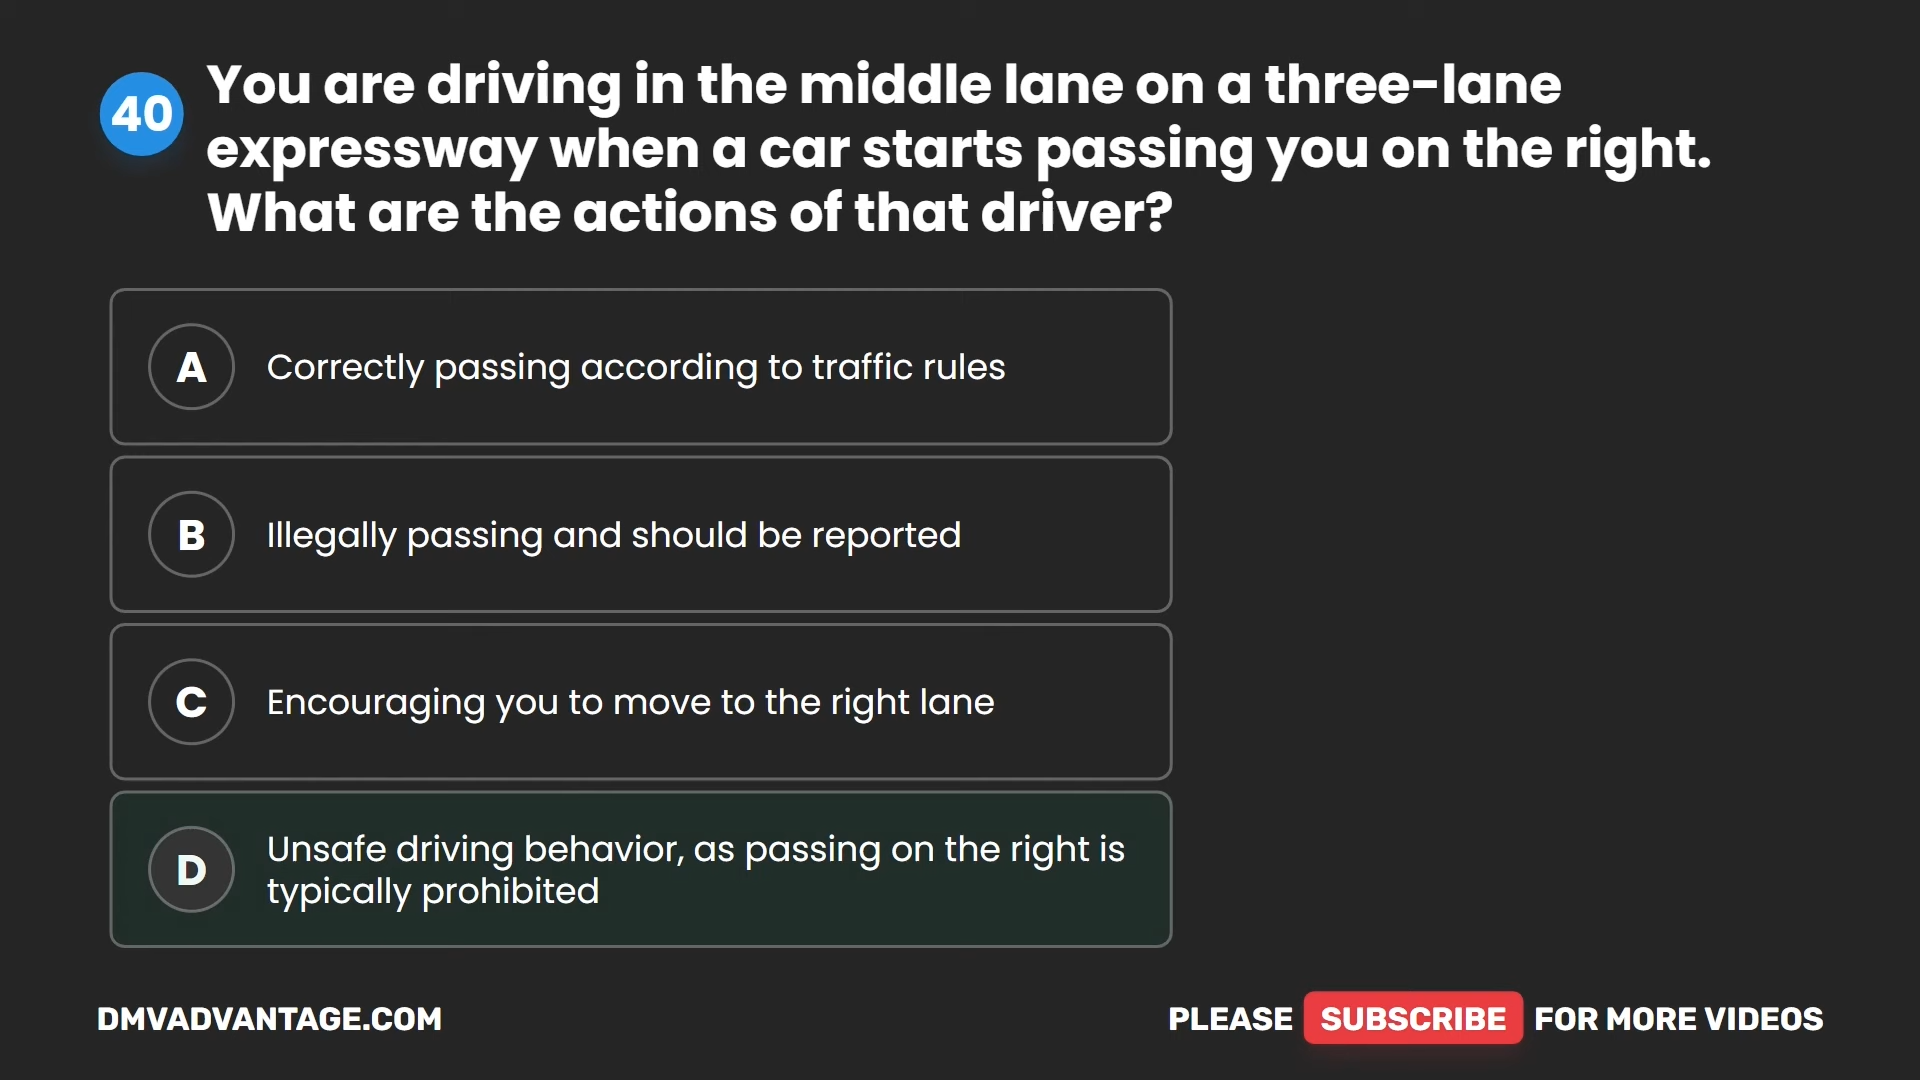 40
You are driving in the middle lane on a three-lane
expressway when a car starts passing you on the right.
What are the actions of that driver?
A
Correctly passing according to traffic rules
B
Illegally passing and should be reported
C
Encouraging you to move to the right lane
D
Unsafe driving behavior, as passing on the right is
typically prohibited
DMVADVANTAGE.COM
PLEASE SUBSCRIBE FOR MORE VIDEOS